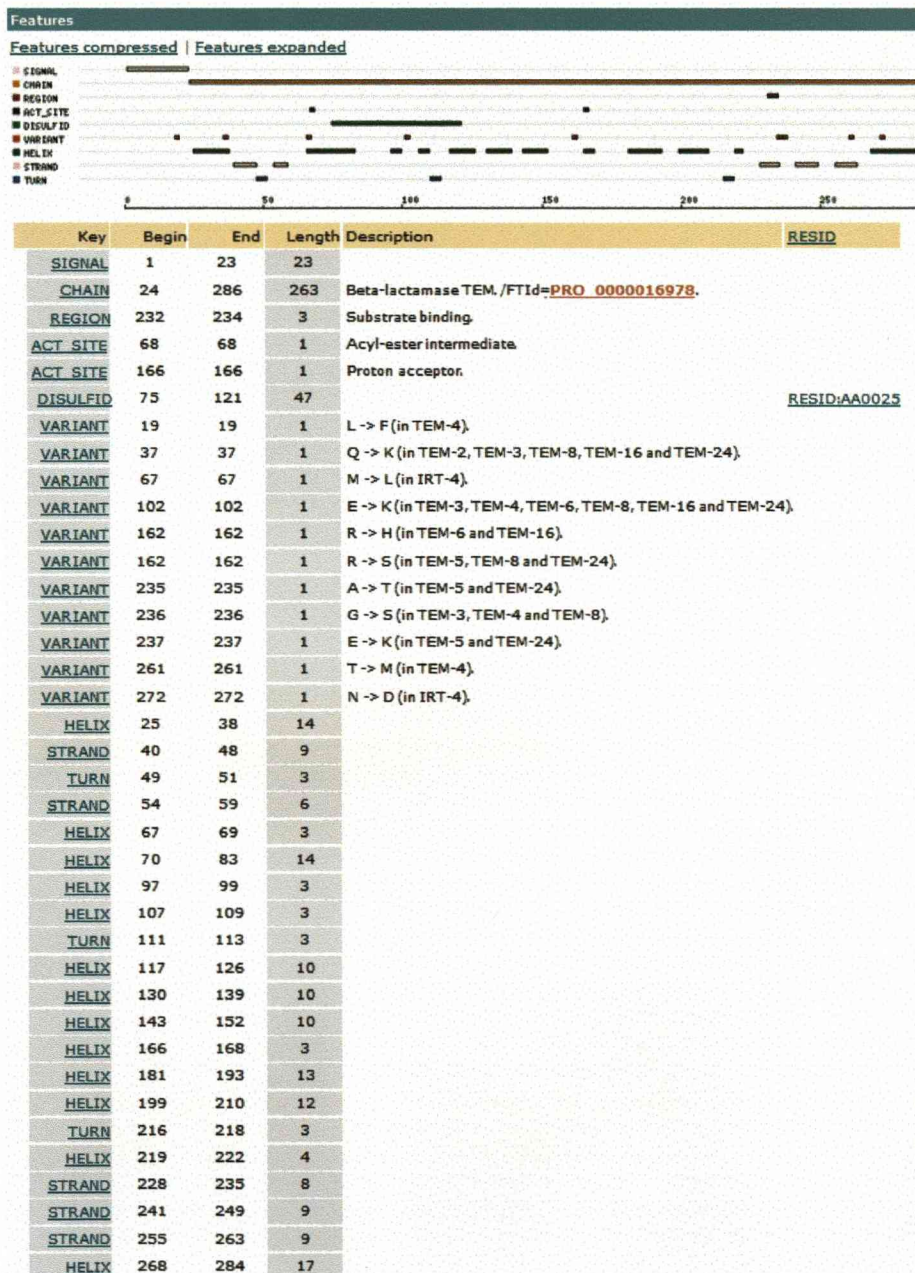 Features
Features compressed | Features expanded
SIGNAL
CHAIN
REGION
ACT_SITE
DISULFID
VARIANT
HELIX
STRAND
TURN
0 50 100 150 200 250
Key Begin End Length Description RESID
SIGNAL 1 23 23
CHAIN 24 286 263 Beta-lactamase TEM. /FTId=PRO_0000016978.
REGION 232 234 3 Substrate binding.
ACT_SITE 68 68 1 Acyl-ester intermediate.
ACT_SITE 166 166 1 Proton acceptor.
DISULFID 75 121 47 RESID:AA0025
VARIANT 19 19 1 L -> F (in TEM-4).
VARIANT 37 37 1 Q -> K (in TEM-2, TEM-3, TEM-8, TEM-16 and TEM-24).
VARIANT 67 67 1 M -> L (in IRT-4).
VARIANT 102 102 1 E -> K (in TEM-3, TEM-4, TEM-6, TEM-8, TEM-16 and TEM-24).
VARIANT 162 162 1 R -> H (in TEM-6 and TEM-16).
VARIANT 162 162 1 R -> S (in TEM-5, TEM-8 and TEM-24).
VARIANT 235 235 1 A -> T (in TEM-5 and TEM-24).
VARIANT 236 236 1 G -> S (in TEM-3, TEM-4 and TEM-8).
VARIANT 237 237 1 E -> K (in TEM-5 and TEM-24).
VARIANT 261 261 1 T -> M (in TEM-4).
VARIANT 272 272 1 N -> D (in IRT-4).
HELIX 25 38 14
STRAND 40 48 9
TURN 49 51 3
STRAND 54 59 6
HELIX 67 69 3
HELIX 70 83 14
HELIX 97 99 3
HELIX 107 109 3
TURN 111 113 3
HELIX 117 126 10
HELIX 130 139 10
HELIX 143 152 10
HELIX 166 168 3
HELIX 181 193 13
HELIX 199 210 12
TURN 216 218 3
HELIX 219 222 4
STRAND 228 235 8
STRAND 241 249 9
STRAND 255 263 9
HELIX 268 284 17